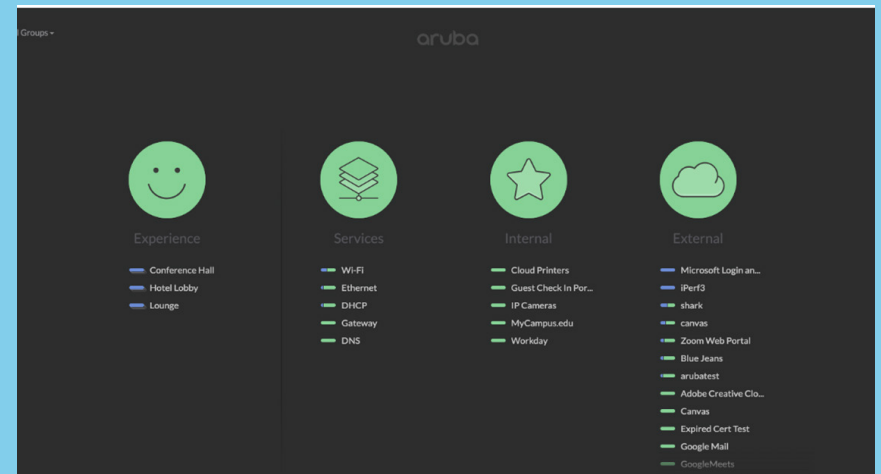 l Groups
aruba
Experience
Conference Hall
Hotel Lobby
Lounge
Services
Wi-Fi
Ethernet
DHCP
Gateway
DNS
Internal
Cloud Printers
Guest Check In Por...
IP Cameras
MyCampus.edu
Workday
External
Microsoft Login an...
iPerf3
shark
canvas
Zoom Web Portal
Blue Jeans
arubatest
Adobe Creative Clo...
Canvas
Expired Cert Test
Google Mail
GoogleMeets